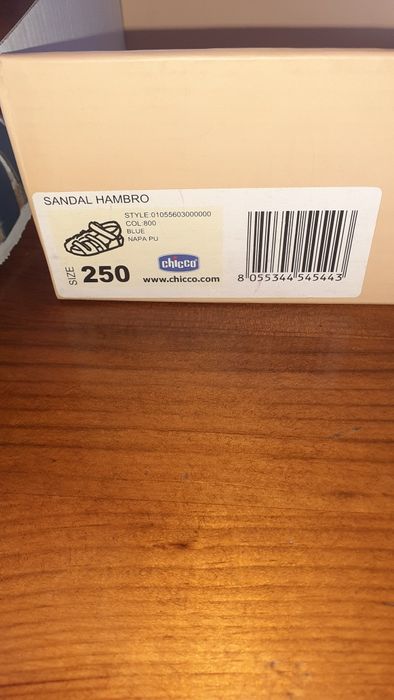 SANDAL HAMBRO
STYLE:01055603000000
COL:800
BLUE
NAPA PU
SIZE 250
chicco
www.chicco.com
8 055344 545443